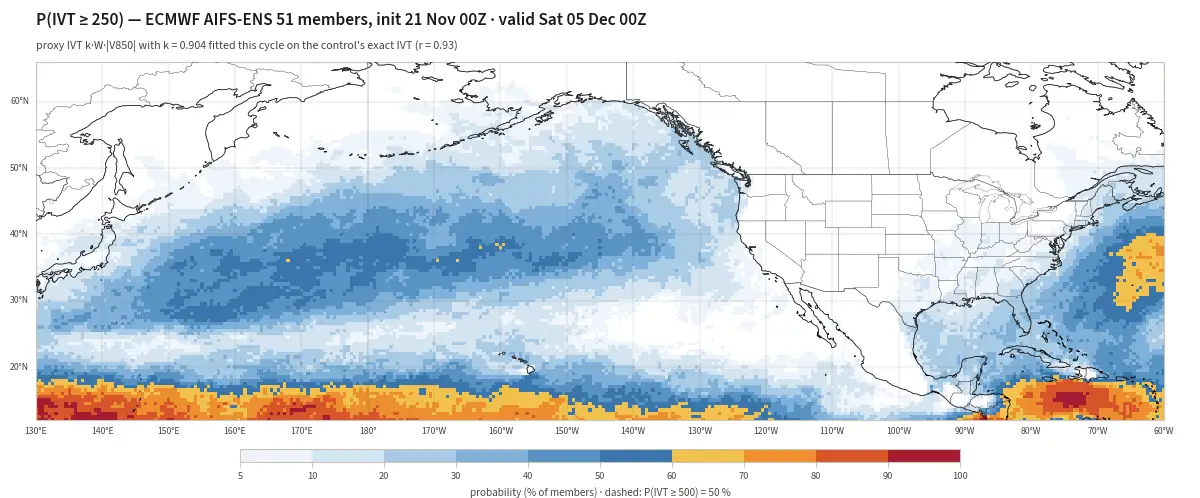 P(IVT ≥ 250) — ECMWF AIFS-ENS 51 members, init 21 Nov 00Z · valid Sat 05 Dec 00Z
proxy IVT k·W·|V850| with k = 0.904 fitted this cycle on the control's exact IVT (r = 0.93)
60°N
50°N
40°N
30°N
20°N
130°E 140°E 150°E 160°E 170°E 180° 170°W 160°W 150°W 140°W 130°W 120°W 110°W 100°W 90°W 80°W 70°W 60°W
5 10 20 30 40 50 60 70 80 90 100
probability (% of members) · dashed: P(IVT ≥ 500) = 50 %